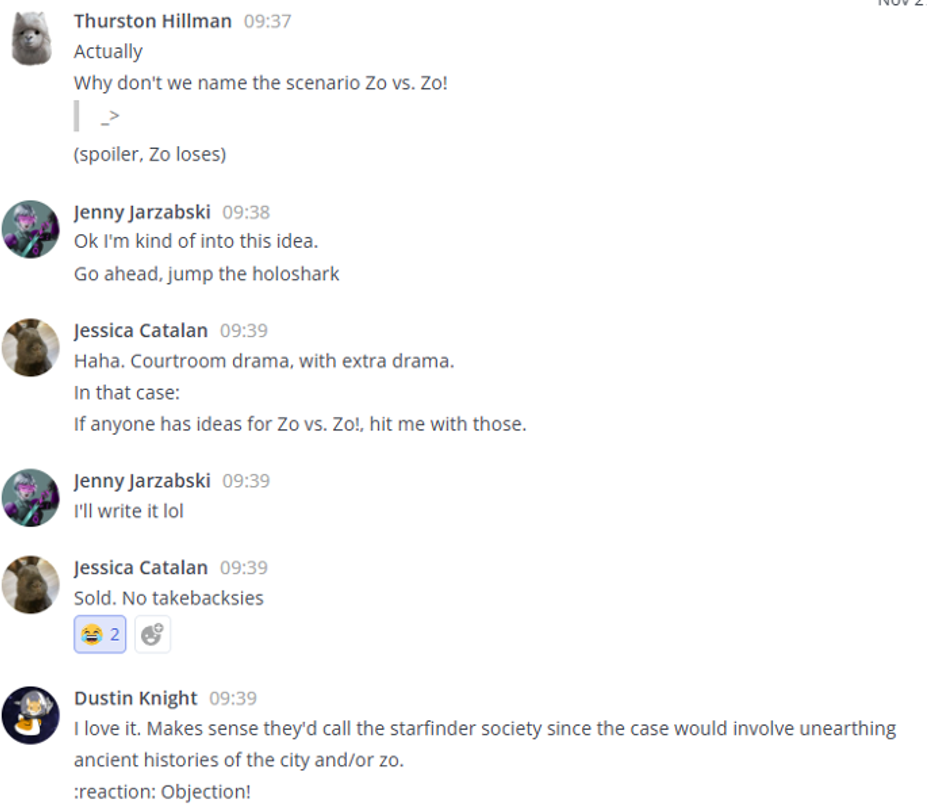 Nov 2
Thurston Hillman 09:37
Actually
Why don't we name the scenario Zo vs. Zo!
_>
(spoiler, Zo loses)
Jenny Jarzabski 09:38
Ok I'm kind of into this idea.
Go ahead, jump the holoshark
Jessica Catalan 09:39
Haha. Courtroom drama, with extra drama.
In that case:
If anyone has ideas for Zo vs. Zo!, hit me with those.
Jenny Jarzabski 09:39
I'll write it lol
Jessica Catalan 09:39
Sold. No takebacksies
😂 2
Dustin Knight 09:39
I love it. Makes sense they'd call the starfinder society since the case would involve unearthing
ancient histories of the city and/or zo.
:reaction: Objection!